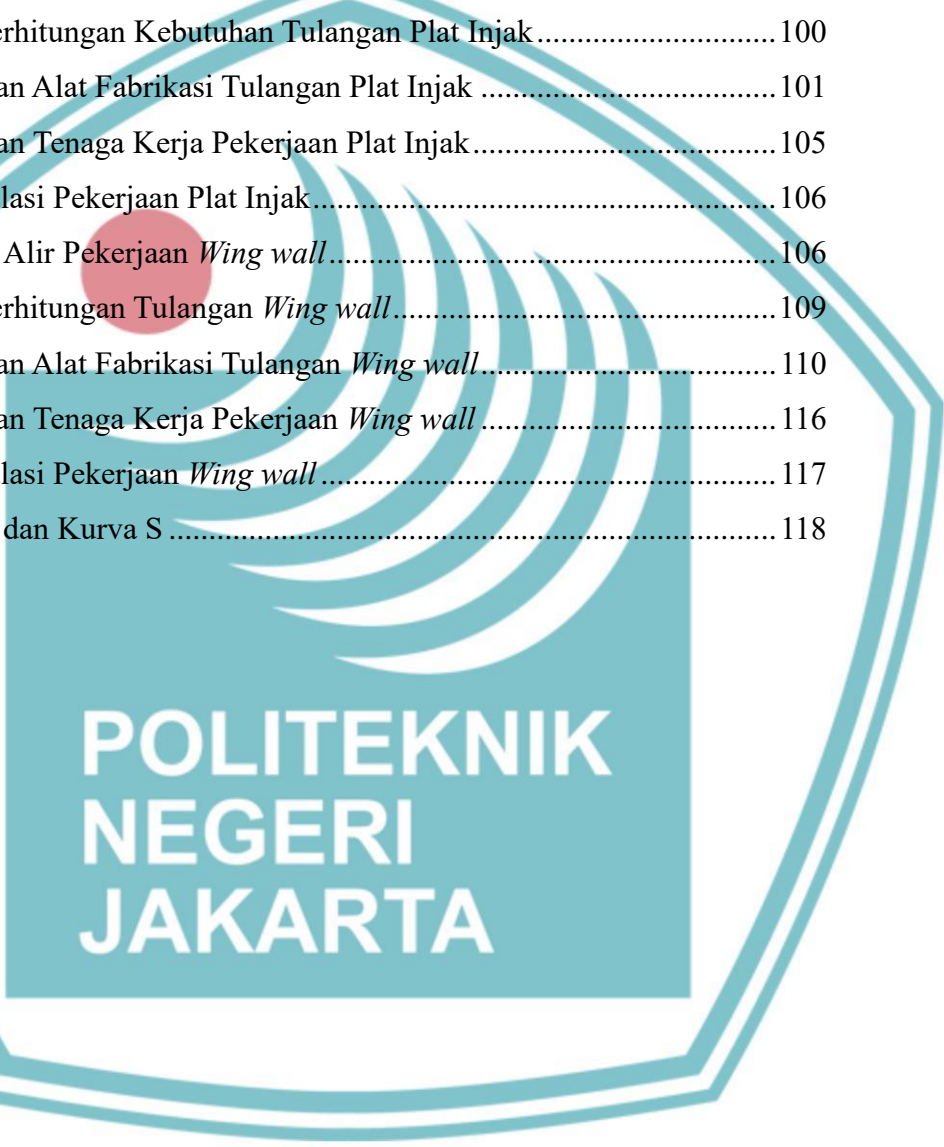 erhitungan Kebutuhan Tulangan Plat Injak ............................ 100
an Alat Fabrikasi Tulangan Plat Injak ................................... 101
an Tenaga Kerja Pekerjaan Plat Injak .................................... 105
lasi Pekerjaan Plat Injak ........................................................ 106
Alir Pekerjaan Wing wall ...................................................... 106
erhitungan Tulangan Wing wall .............................................. 109
an Alat Fabrikasi Tulangan Wing wall ................................... 110
an Tenaga Kerja Pekerjaan Wing wall ................................... 116
lasi Pekerjaan Wing wall ....................................................... 117
dan Kurva S ........................................................................... 118
POLITEKNIK
NEGERI
JAKARTA